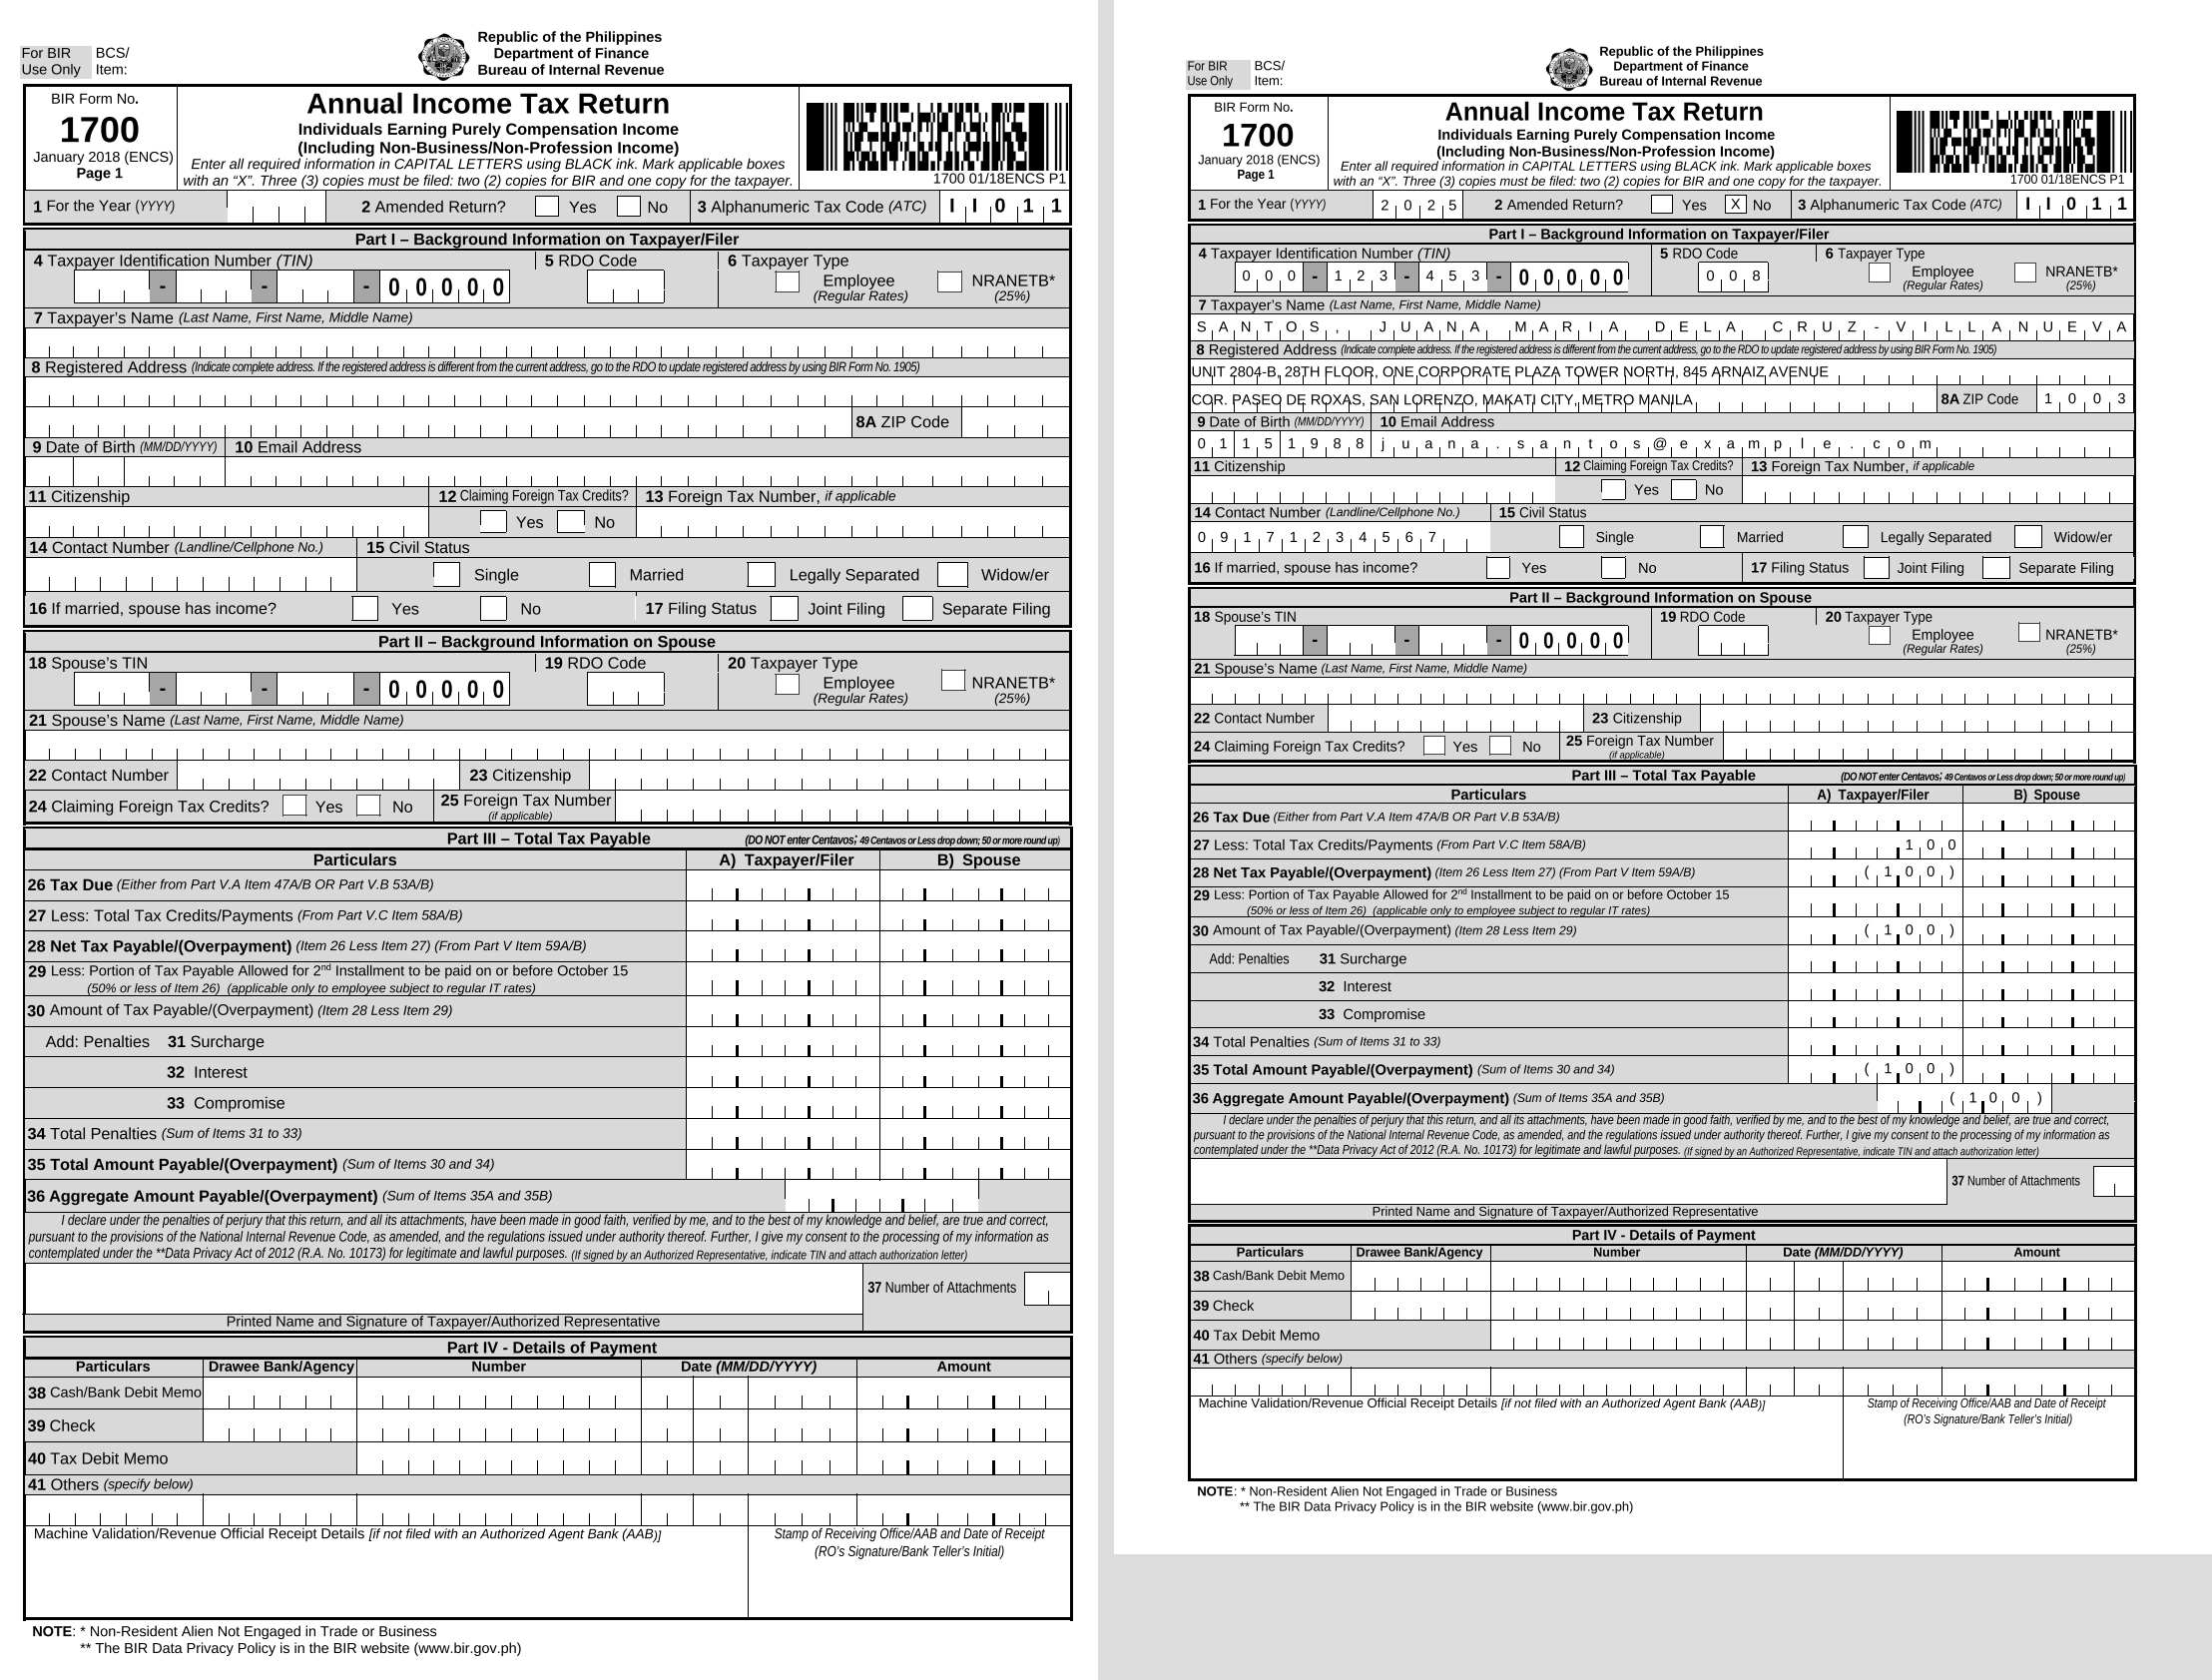 For BIR BCS/
Use Only Item:
Republic of the Philippines
Department of Finance
Bureau of Internal Revenue
BIR Form No.
1700
January 2018 (ENCS)
Page 1
Annual Income Tax Return
Individuals Earning Purely Compensation Income
(Including Non-Business/Non-Profession Income)
Enter all required information in CAPITAL LETTERS using BLACK ink. Mark applicable boxes
with an “X”. Three (3) copies must be filed: two (2) copies for BIR and one copy for the taxpayer.
1700 01/18ENCS P1
1 For the Year (YYYY) 2 Amended Return? Yes No 3 Alphanumeric Tax Code (ATC) I I 0 1 1
Part I – Background Information on Taxpayer/Filer
4 Taxpayer Identification Number (TIN) 5 RDO Code 6 Taxpayer Type
- - - 0 0 0 0 0 Employee NRANETB*
(Regular Rates) (25%)
7 Taxpayer’s Name (Last Name, First Name, Middle Name)
8 Registered Address (Indicate complete address. If the registered address is different from the current address, go to the RDO to update registered address by using BIR Form No. 1905)
8A ZIP Code
9 Date of Birth (MM/DD/YYYY) 10 Email Address
11 Citizenship 12 Claiming Foreign Tax Credits? 13 Foreign Tax Number, if applicable
Yes No
14 Contact Number (Landline/Cellphone No.) 15 Civil Status
Single Married Legally Separated Widow/er
16 If married, spouse has income? Yes No 17 Filing Status Joint Filing Separate Filing
Part II – Background Information on Spouse
18 Spouse’s TIN 19 RDO Code 20 Taxpayer Type
- - - 0 0 0 0 0 Employee NRANETB*
(Regular Rates) (25%)
21 Spouse’s Name (Last Name, First Name, Middle Name)
22 Contact Number 23 Citizenship
24 Claiming Foreign Tax Credits? Yes No 25 Foreign Tax Number
(if applicable)
Part III – Total Tax Payable (DO NOT enter Centavos; 49 Centavos or Less drop down; 50 or more round up)
Particulars A) Taxpayer/Filer B) Spouse
26 Tax Due (Either from Part V.A Item 47A/B OR Part V.B 53A/B)
27 Less: Total Tax Credits/Payments (From Part V.C Item 58A/B)
28 Net Tax Payable/(Overpayment) (Item 26 Less Item 27) (From Part V Item 59A/B)
29 Less: Portion of Tax Payable Allowed for 2nd Installment to be paid on or before October 15
(50% or less of Item 26) (applicable only to employee subject to regular IT rates)
30 Amount of Tax Payable/(Overpayment) (Item 28 Less Item 29)
Add: Penalties 31 Surcharge
32 Interest
33 Compromise
34 Total Penalties (Sum of Items 31 to 33)
35 Total Amount Payable/(Overpayment) (Sum of Items 30 and 34)
36 Aggregate Amount Payable/(Overpayment) (Sum of Items 35A and 35B)
I declare under the penalties of perjury that this return, and all its attachments, have been made in good faith, verified by me, and to the best of my knowledge and belief, are true and correct,
pursuant to the provisions of the National Internal Revenue Code, as amended, and the regulations issued under authority thereof. Further, I give my consent to the processing of my information as
contemplated under the **Data Privacy Act of 2012 (R.A. No. 10173) for legitimate and lawful purposes. (If signed by an Authorized Representative, indicate TIN and attach authorization letter)
37 Number of Attachments
Printed Name and Signature of Taxpayer/Authorized Representative
Part IV - Details of Payment
Particulars Drawee Bank/Agency Number Date (MM/DD/YYYY) Amount
38 Cash/Bank Debit Memo
39 Check
40 Tax Debit Memo
41 Others (specify below)
Machine Validation/Revenue Official Receipt Details [if not filed with an Authorized Agent Bank (AAB)] Stamp of Receiving Office/AAB and Date of Receipt
(RO’s Signature/Bank Teller’s Initial)
NOTE: * Non-Resident Alien Not Engaged in Trade or Business
** The BIR Data Privacy Policy is in the BIR website (www.bir.gov.ph)
For BIR BCS/
Use Only Item:
Republic of the Philippines
Department of Finance
Bureau of Internal Revenue
BIR Form No.
1700
January 2018 (ENCS)
Page 1
Annual Income Tax Return
Individuals Earning Purely Compensation Income
(Including Non-Business/Non-Profession Income)
Enter all required information in CAPITAL LETTERS using BLACK ink. Mark applicable boxes
with an “X”. Three (3) copies must be filed: two (2) copies for BIR and one copy for the taxpayer.
1700 01/18ENCS P1
1 For the Year (YYYY) 2 0 2 5 2 Amended Return? Yes X No 3 Alphanumeric Tax Code (ATC) I I 0 1 1
Part I – Background Information on Taxpayer/Filer
4 Taxpayer Identification Number (TIN) 5 RDO Code 6 Taxpayer Type
0 0 0 - 1 2 3 - 4 5 3 - 0 0 0 0 0 0 0 8 Employee NRANETB*
(Regular Rates) (25%)
7 Taxpayer’s Name (Last Name, First Name, Middle Name)
SANTOS, JUANA MARIA DELA CRUZ-VILLANUEVA
8 Registered Address (Indicate complete address. If the registered address is different from the current address, go to the RDO to update registered address by using BIR Form No. 1905)
UNIT 2804-B, 28TH FLOOR, ONE CORPORATE PLAZA TOWER NORTH, 845 ARNAIZ AVENUE
COR. PASEO DE ROXAS, SAN LORENZO, MAKATI CITY, METRO MANILA 8A ZIP Code 1 0 0 3
9 Date of Birth (MM/DD/YYYY) 10 Email Address
0 1 1 5 1 9 8 8 juana.santos@example.com
11 Citizenship 12 Claiming Foreign Tax Credits? 13 Foreign Tax Number, if applicable
Yes No
14 Contact Number (Landline/Cellphone No.) 15 Civil Status
0 9 1 7 1 2 3 4 5 6 7 Single Married Legally Separated Widow/er
16 If married, spouse has income? Yes No 17 Filing Status Joint Filing Separate Filing
Part II – Background Information on Spouse
18 Spouse’s TIN 19 RDO Code 20 Taxpayer Type
- - - 0 0 0 0 0 Employee NRANETB*
(Regular Rates) (25%)
21 Spouse’s Name (Last Name, First Name, Middle Name)
22 Contact Number 23 Citizenship
24 Claiming Foreign Tax Credits? Yes No 25 Foreign Tax Number
(if applicable)
Part III – Total Tax Payable (DO NOT enter Centavos; 49 Centavos or Less drop down; 50 or more round up)
Particulars A) Taxpayer/Filer B) Spouse
26 Tax Due (Either from Part V.A Item 47A/B OR Part V.B 53A/B)
27 Less: Total Tax Credits/Payments (From Part V.C Item 58A/B) 1 0 0
28 Net Tax Payable/(Overpayment) (Item 26 Less Item 27) (From Part V Item 59A/B) ( 1 0 0 )
29 Less: Portion of Tax Payable Allowed for 2nd Installment to be paid on or before October 15
(50% or less of Item 26) (applicable only to employee subject to regular IT rates)
30 Amount of Tax Payable/(Overpayment) (Item 28 Less Item 29) ( 1 0 0 )
Add: Penalties 31 Surcharge
32 Interest
33 Compromise
34 Total Penalties (Sum of Items 31 to 33)
35 Total Amount Payable/(Overpayment) (Sum of Items 30 and 34) ( 1 0 0 )
36 Aggregate Amount Payable/(Overpayment) (Sum of Items 35A and 35B) ( 1 0 0 )
I declare under the penalties of perjury that this return, and all its attachments, have been made in good faith, verified by me, and to the best of my knowledge and belief, are true and correct,
pursuant to the provisions of the National Internal Revenue Code, as amended, and the regulations issued under authority thereof. Further, I give my consent to the processing of my information as
contemplated under the **Data Privacy Act of 2012 (R.A. No. 10173) for legitimate and lawful purposes. (If signed by an Authorized Representative, indicate TIN and attach authorization letter)
37 Number of Attachments
Printed Name and Signature of Taxpayer/Authorized Representative
Part IV - Details of Payment
Particulars Drawee Bank/Agency Number Date (MM/DD/YYYY) Amount
38 Cash/Bank Debit Memo
39 Check
40 Tax Debit Memo
41 Others (specify below)
Machine Validation/Revenue Official Receipt Details [if not filed with an Authorized Agent Bank (AAB)] Stamp of Receiving Office/AAB and Date of Receipt
(RO’s Signature/Bank Teller’s Initial)
NOTE: * Non-Resident Alien Not Engaged in Trade or Business
** The BIR Data Privacy Policy is in the BIR website (www.bir.gov.ph)